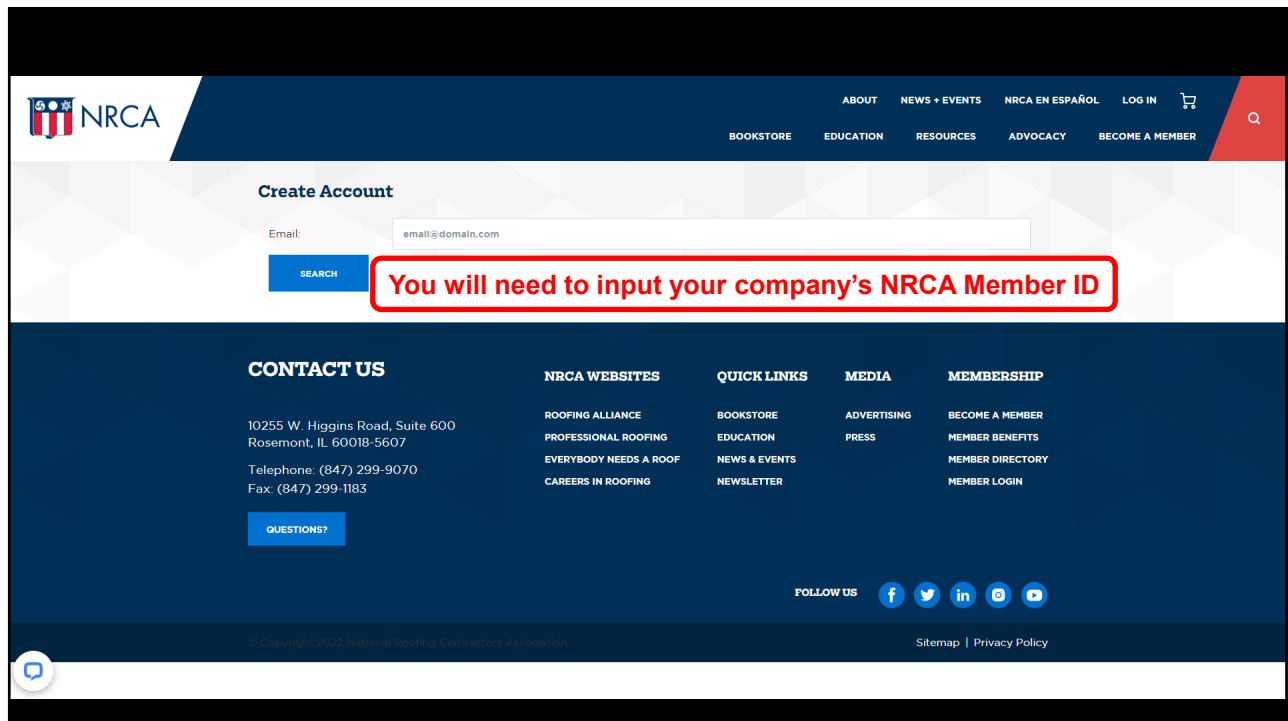 NRCA
ABOUT NEWS + EVENTS NRCA EN ESPAÑOL LOG IN
BOOKSTORE EDUCATION RESOURCES ADVOCACY BECOME A MEMBER
Create Account
Email: email@domain.com
SEARCH
You will need to input your company’s NRCA Member ID
CONTACT US
10255 W. Higgins Road, Suite 600
Rosemont, IL 60018-5607
Telephone: (847) 299-9070
Fax: (847) 299-1183
QUESTIONS?
NRCA WEBSITES
ROOFING ALLIANCE
PROFESSIONAL ROOFING
EVERYBODY NEEDS A ROOF
CAREERS IN ROOFING
QUICK LINKS
BOOKSTORE
EDUCATION
NEWS & EVENTS
NEWSLETTER
MEDIA
ADVERTISING
PRESS
MEMBERSHIP
BECOME A MEMBER
MEMBER BENEFITS
MEMBER DIRECTORY
MEMBER LOGIN
FOLLOW US
© Copyright 2022 National Roofing Contractors Association
Sitemap | Privacy Policy